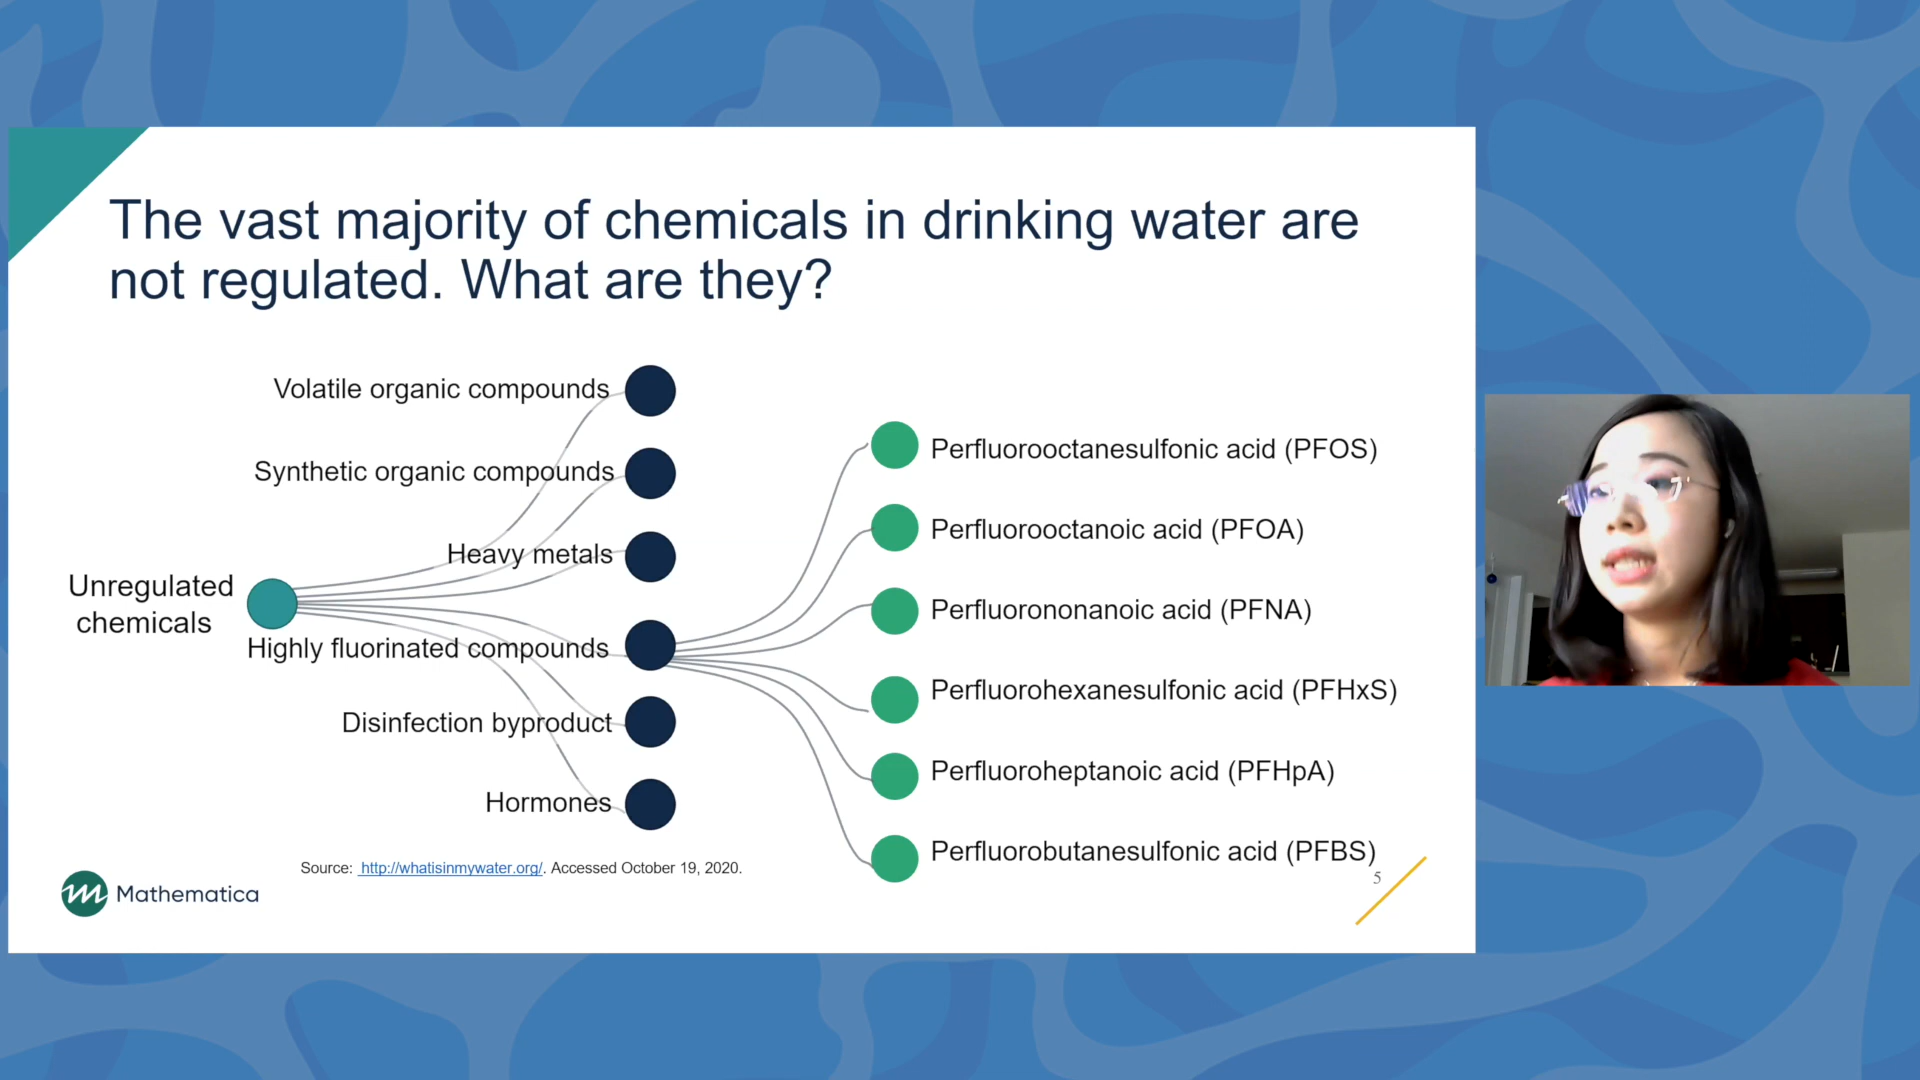 The vast majority of chemicals in drinking water are
not regulated. What are they?
Volatile organic compounds
Synthetic organic compounds
Heavy metals
Unregulated
chemicals
Highly fluorinated compounds
Disinfection byproduct
Hormones
Perfluorooctanesulfonic acid (PFOS)
Perfluorooctanoic acid (PFOA)
Perfluorononanoic acid (PFNA)
Perfluorohexanesulfonic acid (PFHxS)
Perfluoroheptanoic acid (PFHpA)
Perfluorobutanesulfonic acid (PFBS)
Source: http://whatisinmywater.org/. Accessed October 19, 2020.
5
Mathematica